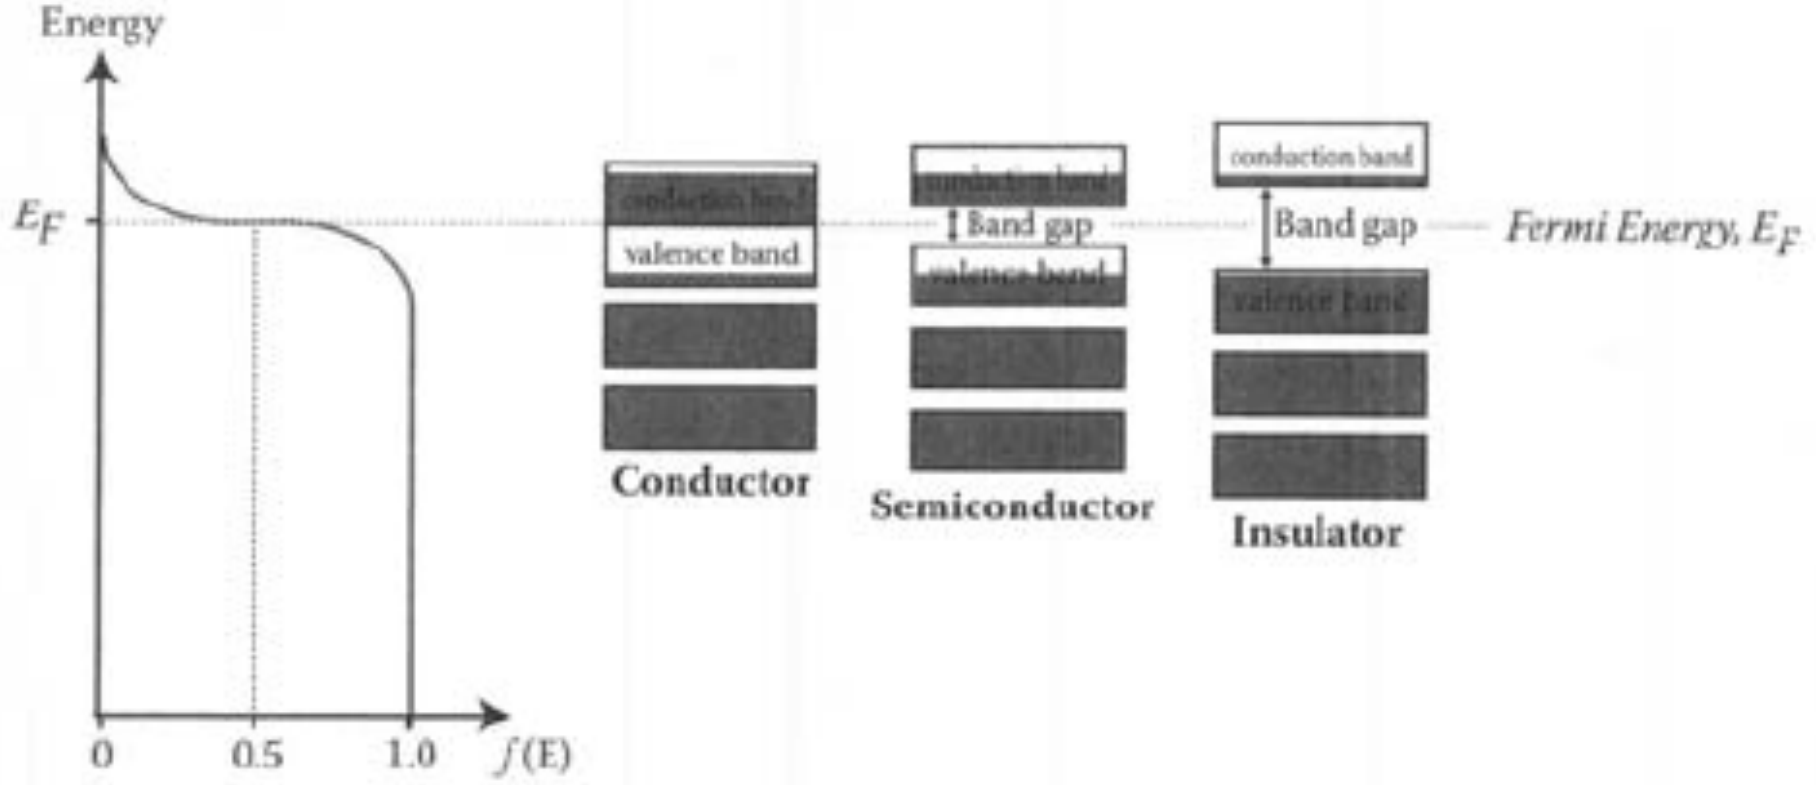 Energy
E_F
0
0.5
1.0
f(E)
conduction band
valence band
Conductor
conduction band
Band gap
valence band
Semiconductor
conduction band
Band gap
valence band
Insulator
Fermi Energy, E_F